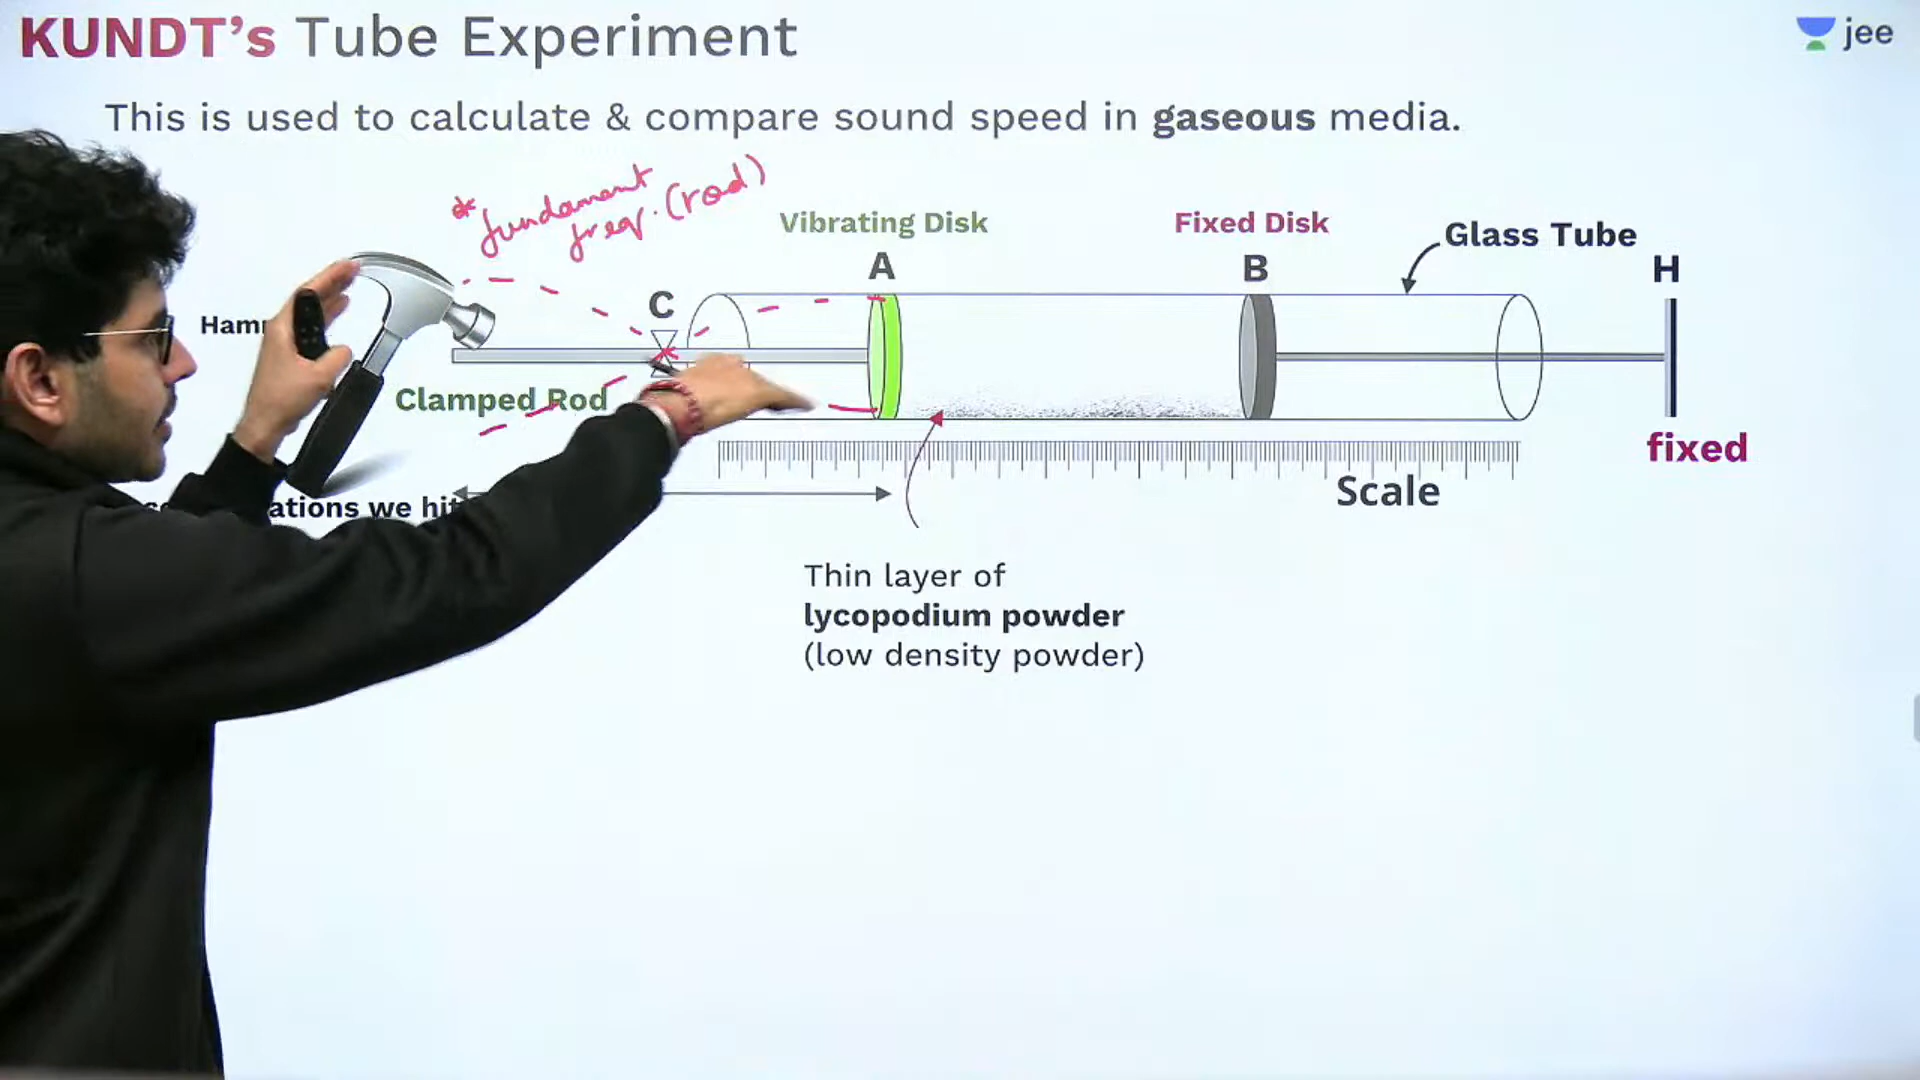 KUNDT's Tube Experiment
jee
This is used to calculate & compare sound speed in gaseous media.
* fundament
freq. (rod)
Vibrating Disk
Fixed Disk
Glass Tube
A
B
H
C
Clamped Rod
fixed
Scale
ations we hit
Thin layer of
lycopodium powder
(low density powder)